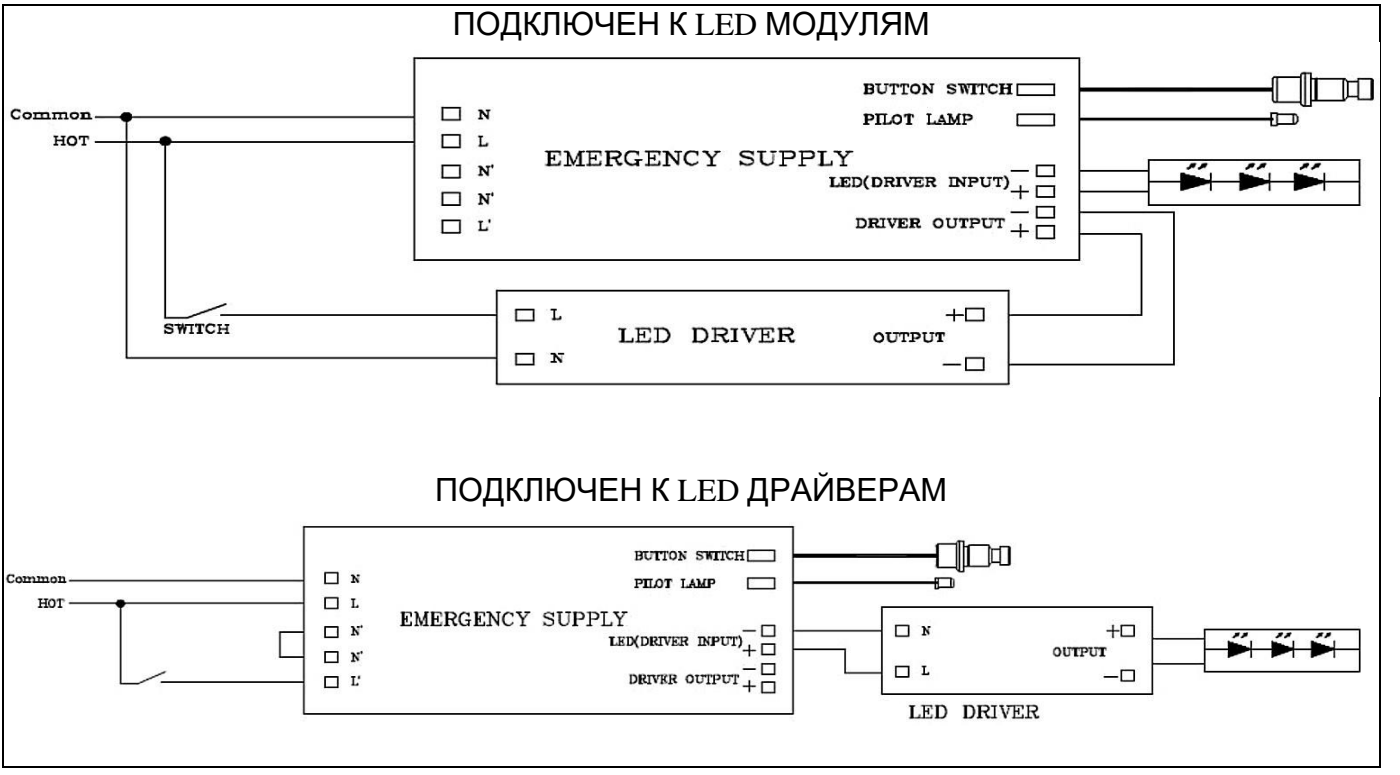 ПОДКЛЮЧЕН К LED МОДУЛЯМ
BUTTON SWITCH
Common
N
PILOT LAMP
HOT
L
EMERGENCY SUPPLY
N'
−
LED(DRIVER INPUT)
+
N'
−
DRIVER OUTPUT
+
L'
SWITCH
L
+
LED DRIVER
OUTPUT
N
−
ПОДКЛЮЧЕН К LED ДРАЙВЕРАМ
BUTTON SWITCH
Common
N
PILOT LAMP
HOT
L
EMERGENCY SUPPLY
N'
−
LED(DRIVER INPUT)
+
N'
−
DRIVER OUTPUT
+
L'
N
+
OUTPUT
L
−
LED DRIVER